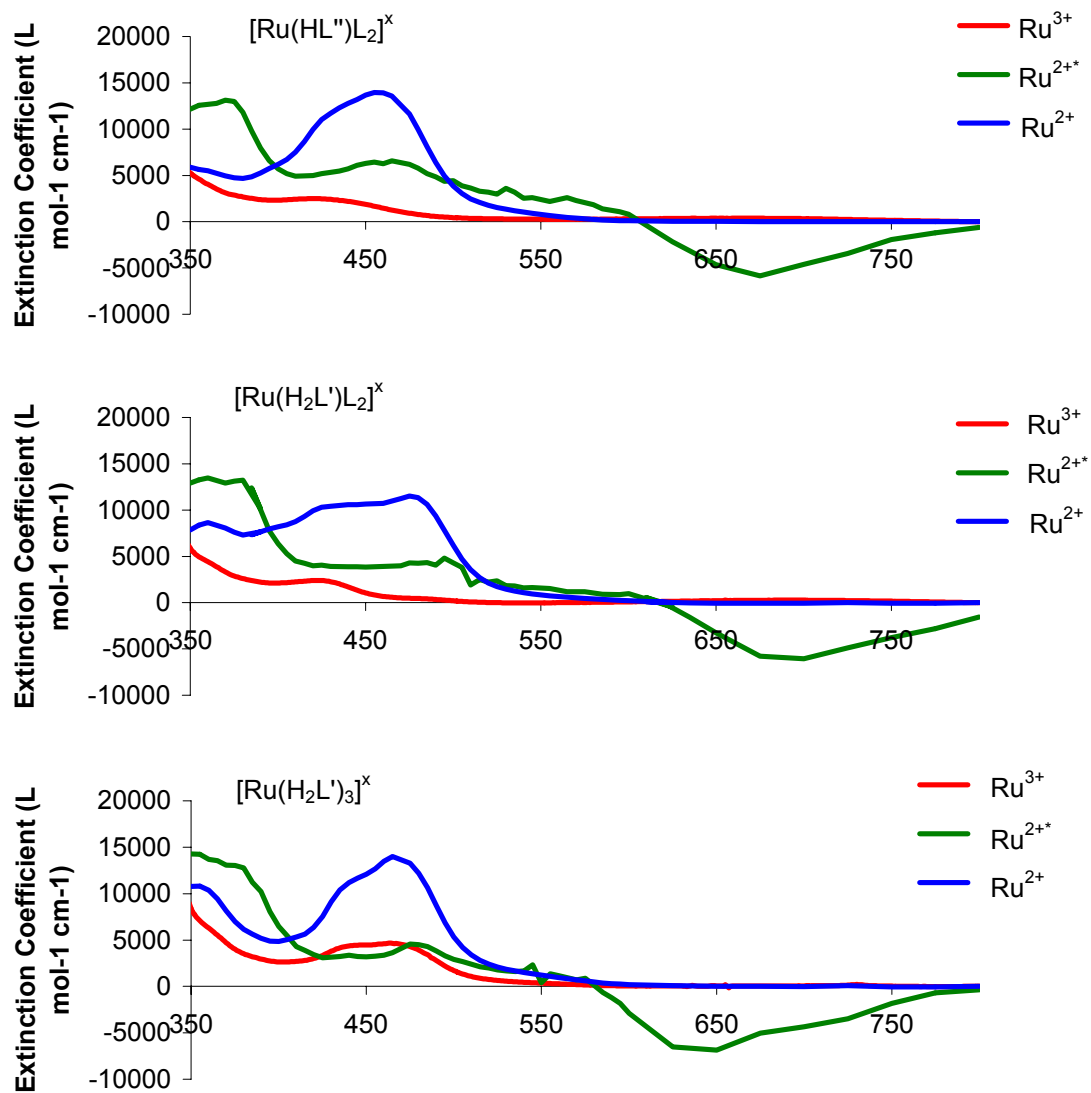 [Ru(HL")L₂]ˣ
Extinction Coefficient (L
mol-1 cm-1)
20000
15000
10000
5000
0
-5000
-10000
350
450
550
650
750
Ru³⁺
Ru²⁺*
Ru²⁺
[Ru(H₂L')L₂]ˣ
Extinction Coefficient (L
mol-1 cm-1)
20000
15000
10000
5000
0
-5000
-10000
350
450
550
650
750
Ru³⁺
Ru²⁺*
Ru²⁺
[Ru(H₂L')₃]ˣ
Extinction Coefficient (L
mol-1 cm-1)
20000
15000
10000
5000
0
-5000
-10000
350
450
550
650
750
Ru³⁺
Ru²⁺*
Ru²⁺